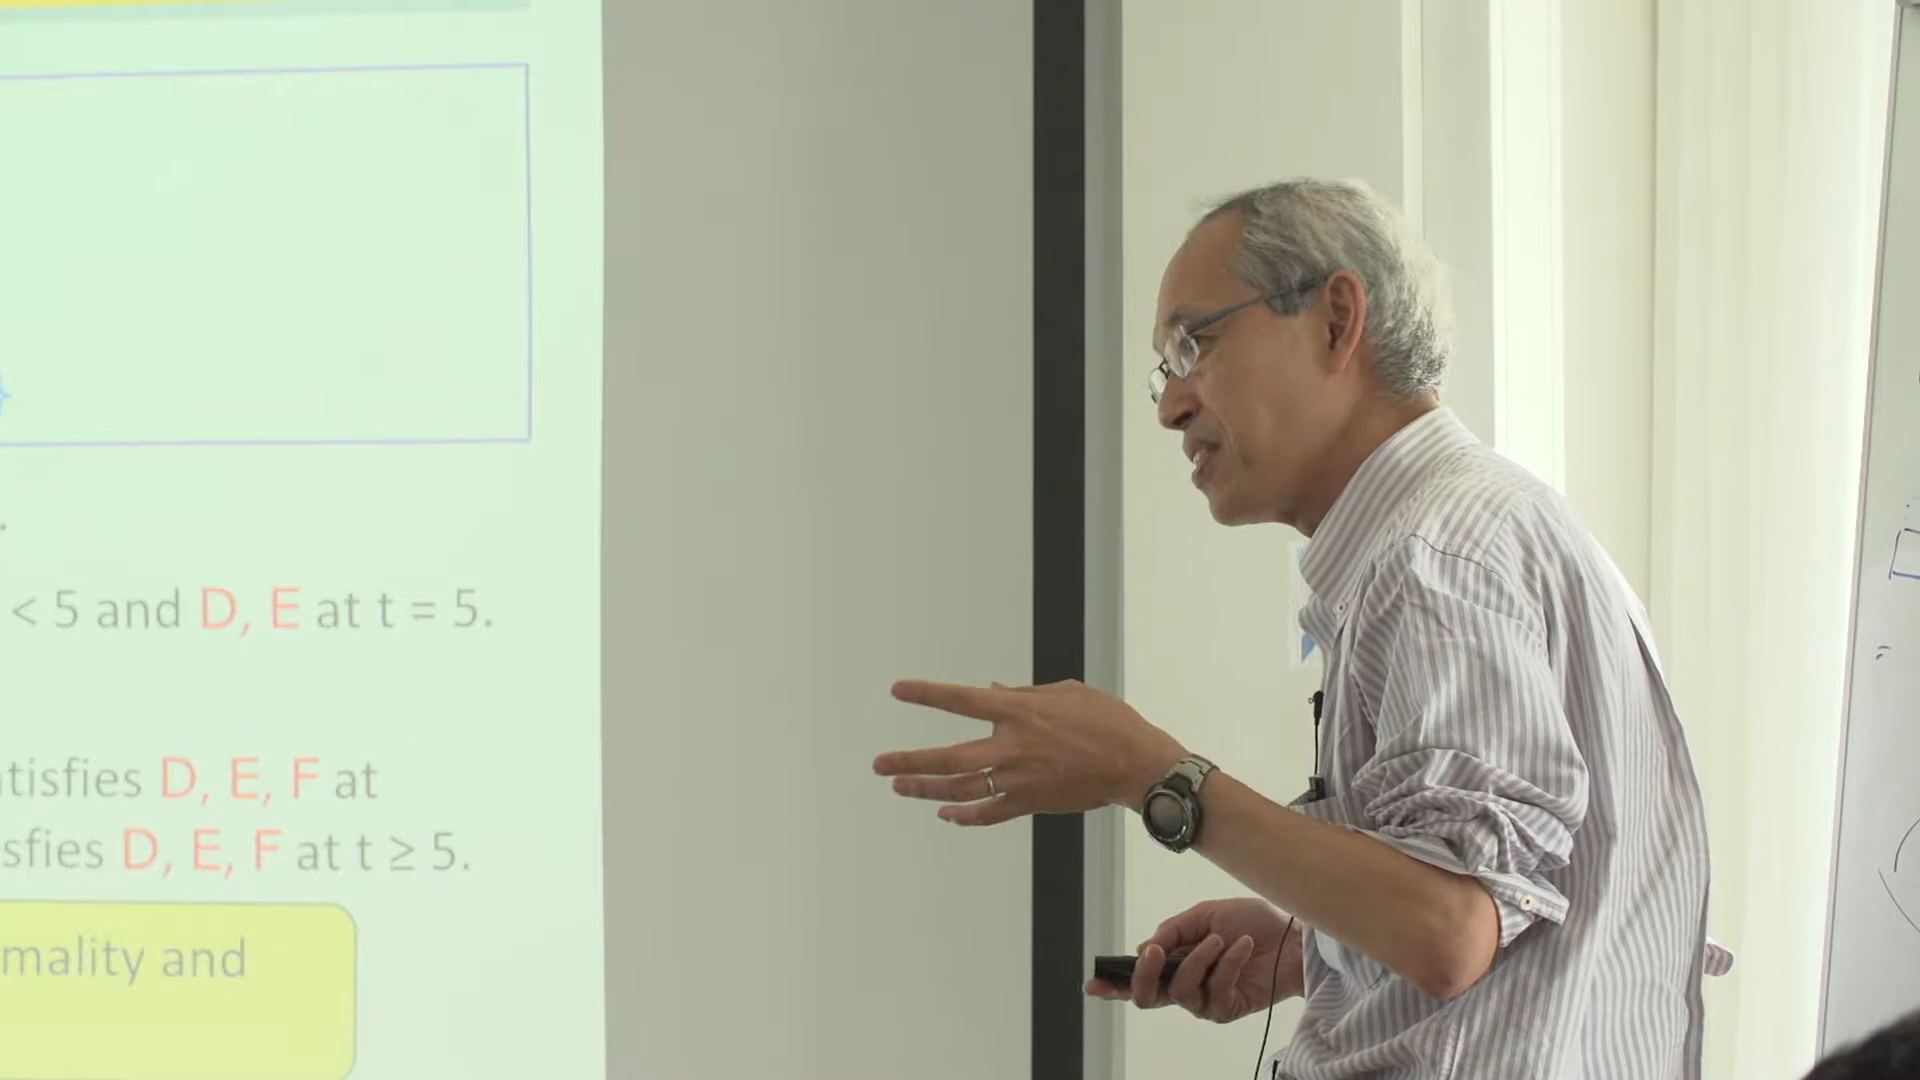 < 5 and D, E at t = 5.
tisfies D, E, F at
sfies D, E, F at t ≥ 5.
mality and